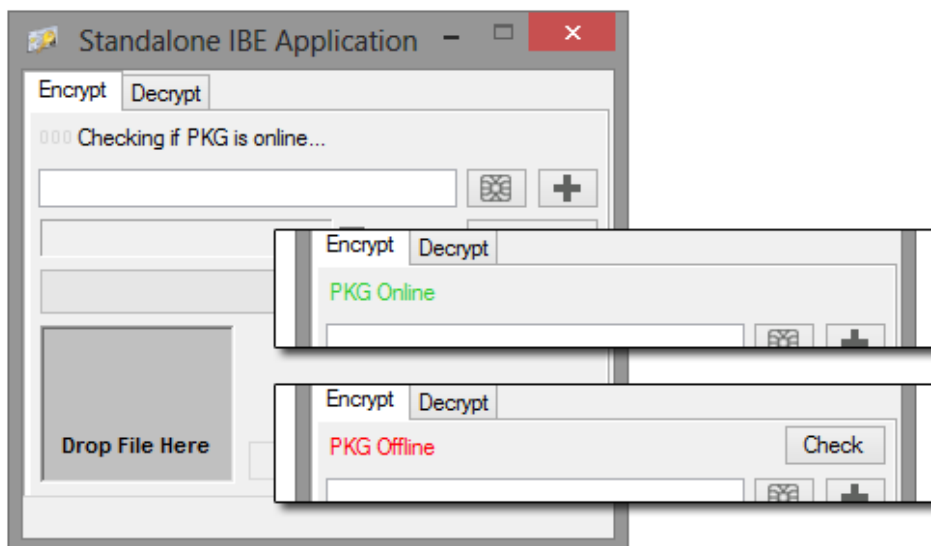 Standalone IBE Application
Encrypt Decrypt
Checking if PKG is online...
Encrypt Decrypt
PKG Online
Encrypt Decrypt
PKG Offline Check
Drop File Here